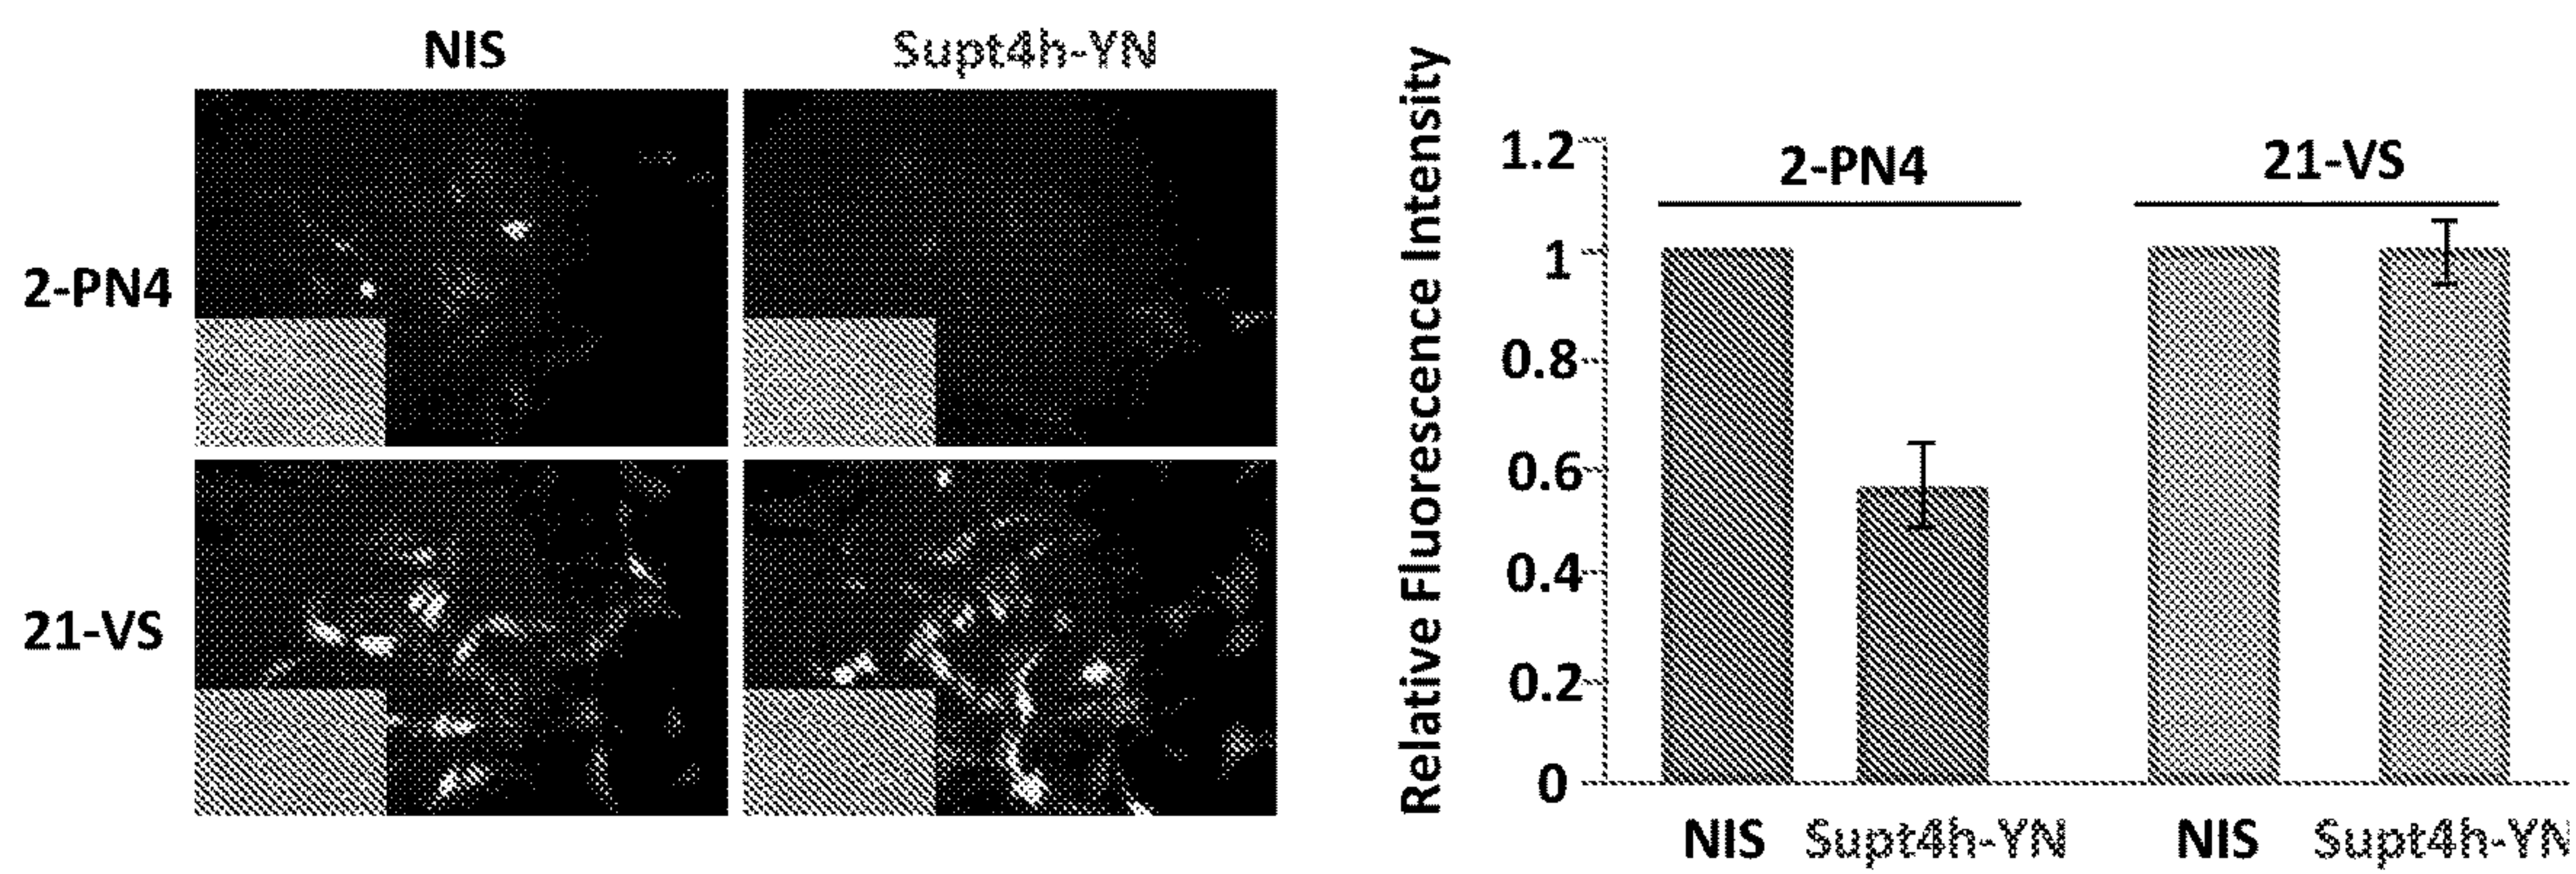 NIS Supt4h-YN
2-PN4
21-VS
Relative Fluorescence Intensity
1.2
1
0.8
0.6
0.4
0.2
0
2-PN4 21-VS
NIS Supt4h-YN NIS Supt4h-YN